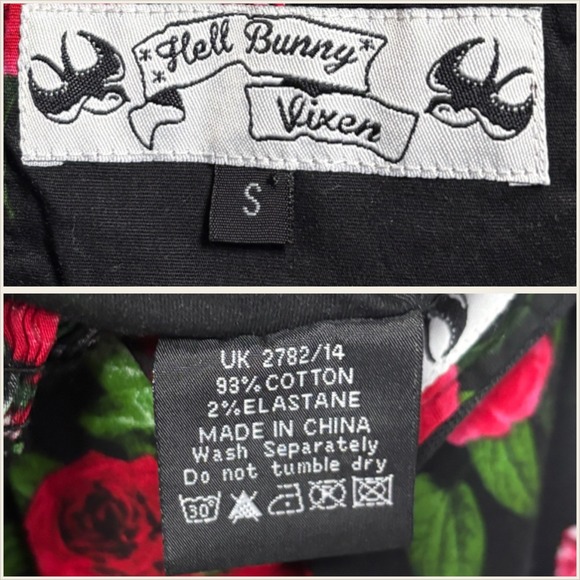 *Hell Bunny*
*
Vixen
S
UK 2782/14
93%COTTON
2%ELASTANE
MADE IN CHINA
Wash Separately
Do not tumble dry
30°